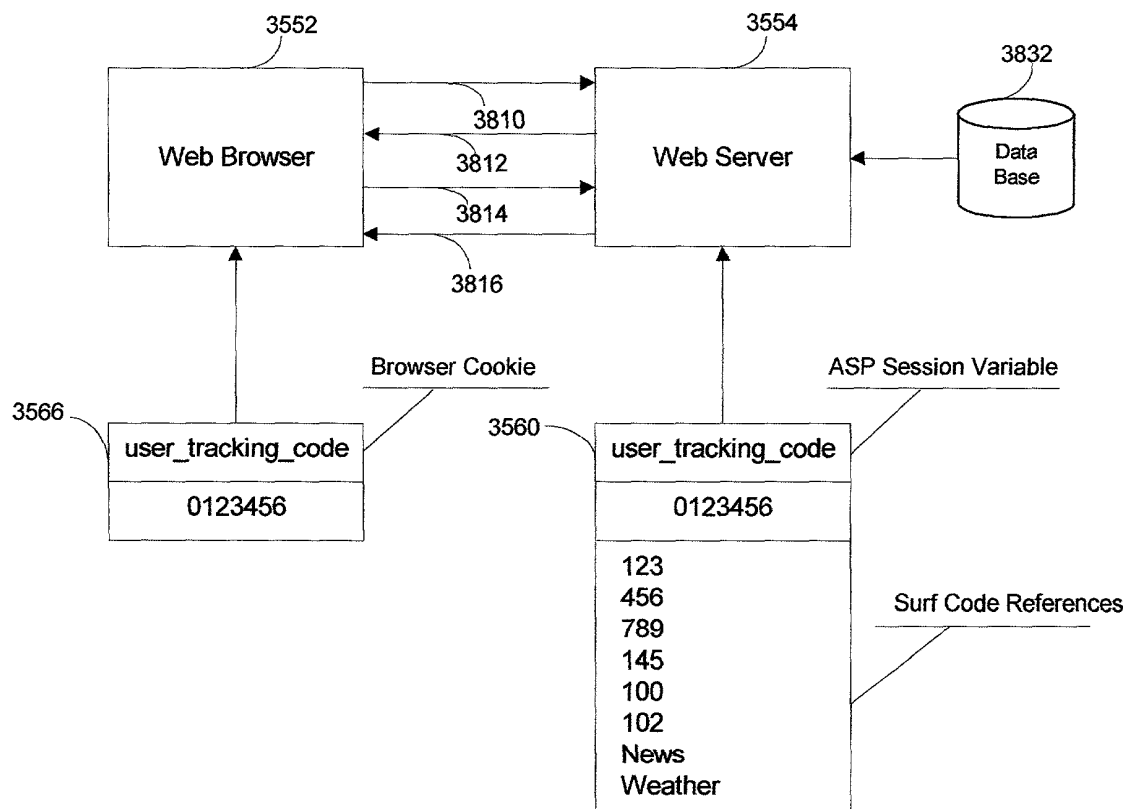 3552
3554
3832
3810
Web Browser
3812
Web Server
Data
Base
3814
3816
Browser Cookie
ASP Session Variable
3566
user_tracking_code
0123456
3560
user_tracking_code
0123456
123
456
789
145
100
102
News
Weather
Surf Code References